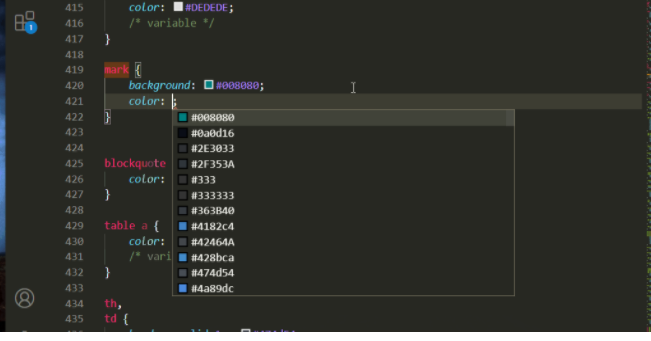 415 color: #DEDEDE;
416 /* variable */
417 }
418
419 mark {
420 background: #008080;
421 color: ;
422 }
423
424
425 blockquote
426 color:
427 }
428
429 table a {
430 color:
431 /* vari
432 }
433
434 th,
435 td {
#008080
#0a0d16
#2E3033
#2F353A
#333
#333333
#363B40
#4182c4
#42464A
#428bca
#474d54
#4a89dc
1